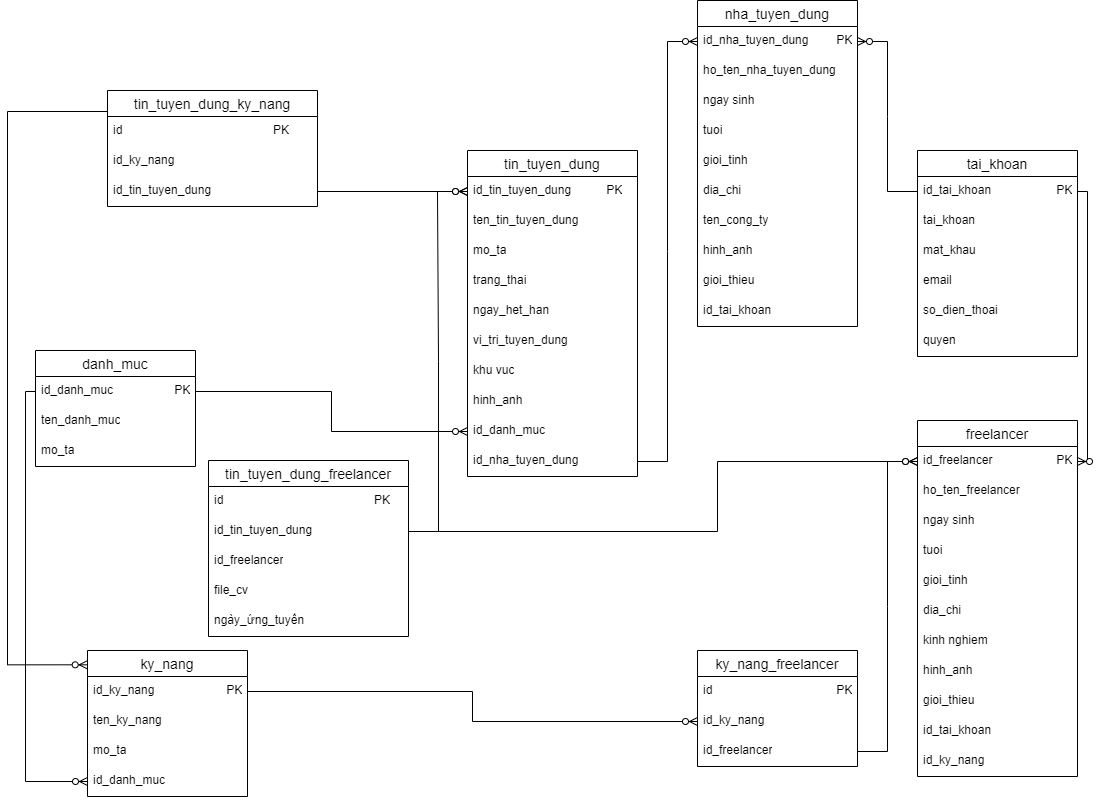 nha_tuyen_dung
id_nha_tuyen_dung PK
ho_ten_nha_tuyen_dung
ngay sinh
tuoi
gioi_tinh
dia_chi
ten_cong_ty
hinh_anh
gioi_thieu
id_tai_khoan
tin_tuyen_dung_ky_nang
id PK
id_ky_nang
id_tin_tuyen_dung
tin_tuyen_dung
id_tin_tuyen_dung PK
ten_tin_tuyen_dung
mo_ta
trang_thai
ngay_het_han
vi_tri_tuyen_dung
khu vuc
hinh_anh
id_danh_muc
id_nha_tuyen_dung
tai_khoan
id_tai_khoan PK
tai_khoan
mat_khau
email
so_dien_thoai
quyen
danh_muc
id_danh_muc PK
ten_danh_muc
mo_ta
tin_tuyen_dung_freelancer
id PK
id_tin_tuyen_dung
id_freelancer
file_cv
ngày_ứng_tuyển
freelancer
id_freelancer PK
ho_ten_freelancer
ngay sinh
tuoi
gioi_tinh
dia_chi
kinh nghiem
hinh_anh
gioi_thieu
id_tai_khoan
id_ky_nang
ky_nang
id_ky_nang PK
ten_ky_nang
mo_ta
id_danh_muc
ky_nang_freelancer
id PK
id_ky_nang
id_freelancer